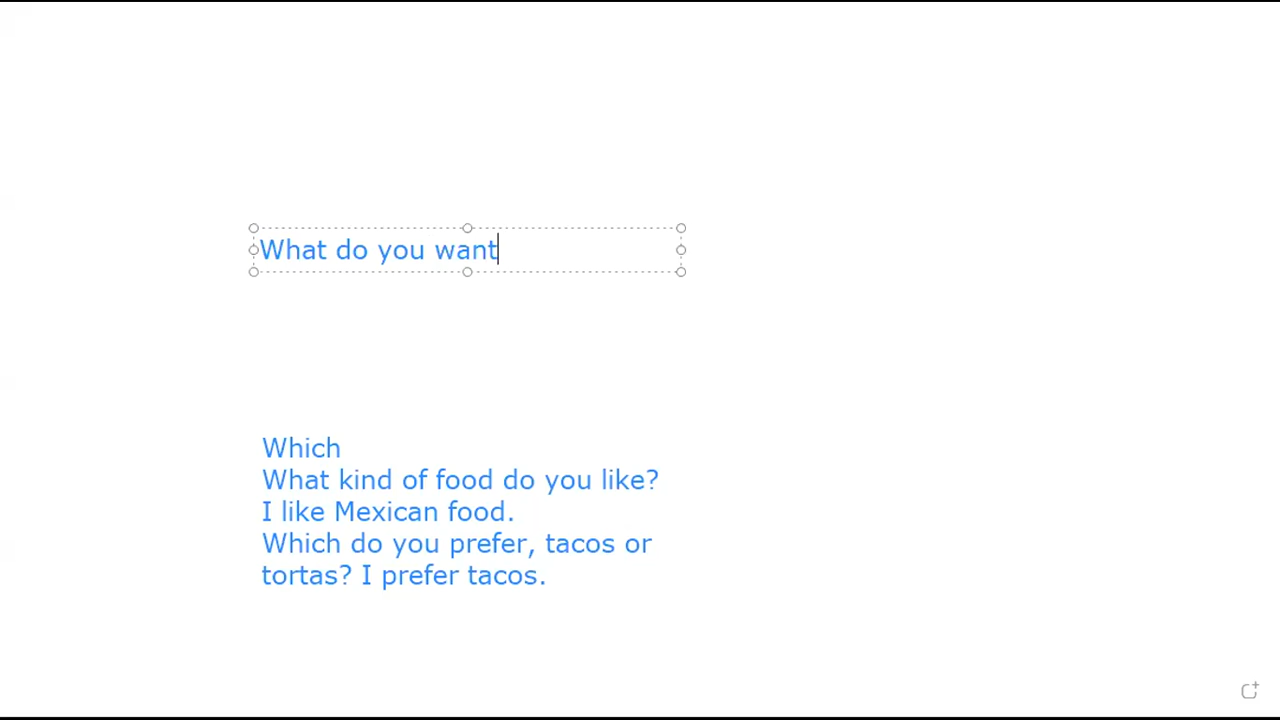 What do you want
Which
What kind of food do you like?
I like Mexican food.
Which do you prefer, tacos or
tortas? I prefer tacos.